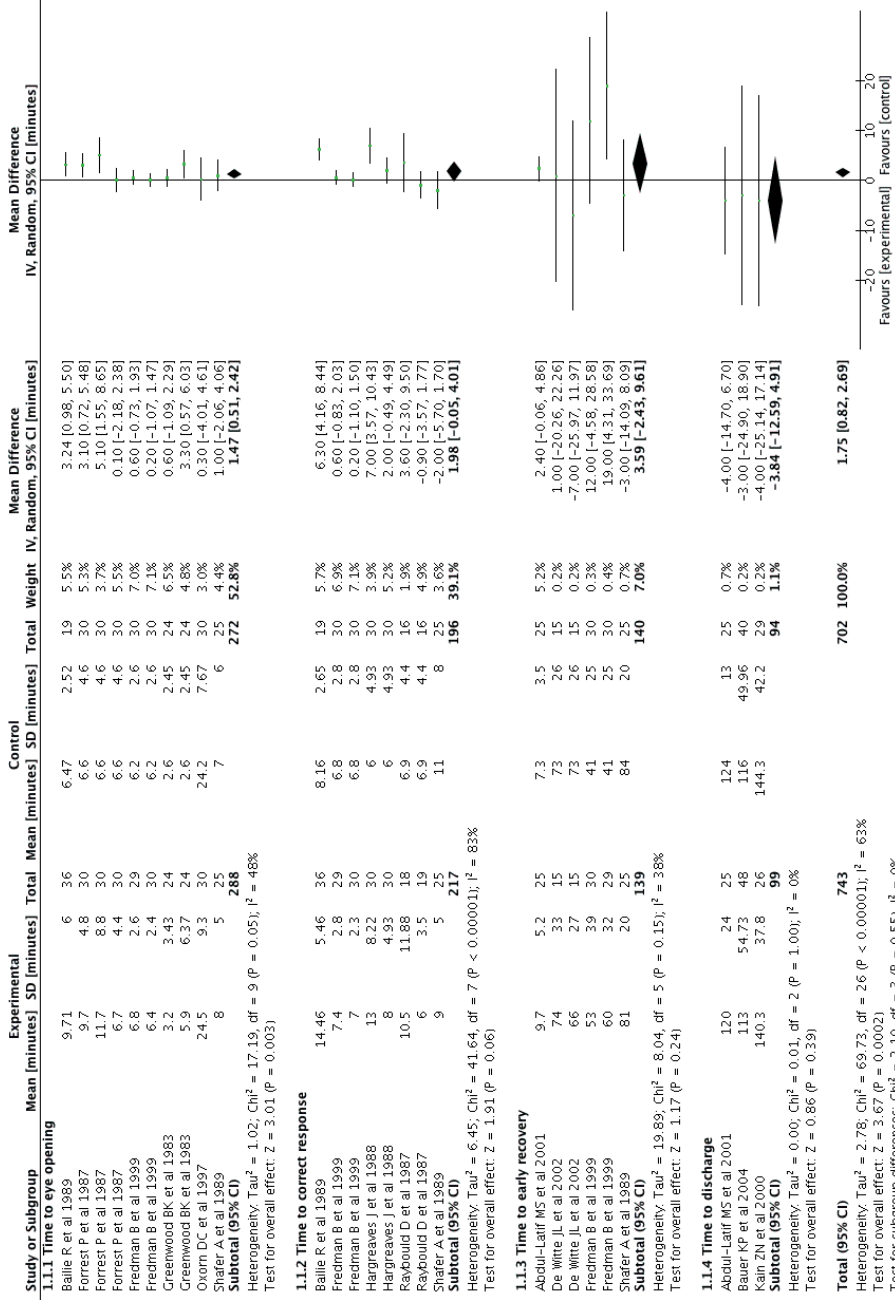 Experimental Control Mean Difference Mean Difference
Study or Subgroup Mean [minutes] SD [minutes] Total Mean [minutes] SD [minutes] Total Weight IV, Random, 95% CI [minutes] IV, Random, 95% CI [minutes]
1.1.1 Time to eye opening
Bailie R et al 1989 9.71 6 36 6.47 2.52 19 5.5% 3.24 [0.98, 5.50]
Forrest P et al 1987 9.7 4.8 30 6.6 4.6 30 5.3% 3.10 [0.72, 5.48]
Forrest P et al 1987 11.7 8.8 30 6.6 4.6 30 3.7% 5.10 [1.55, 8.65]
Forrest P et al 1987 6.7 4.4 30 6.6 4.6 30 5.5% 0.10 [−2.18, 2.38]
Fredman B et al 1999 6.8 2.6 29 6.2 2.6 30 7.0% 0.60 [−0.73, 1.93]
Fredman B et al 1999 6.4 2.4 30 6.2 2.6 30 7.1% 0.20 [−1.07, 1.47]
Greenwood BK et al 1983 3.2 3.43 24 2.6 2.45 24 6.5% 0.60 [−1.09, 2.29]
Greenwood BK et al 1983 5.9 6.37 24 2.6 2.45 24 4.8% 3.30 [0.57, 6.03]
Oxorn DC et al 1997 24.5 9.3 30 24.2 7.67 30 3.0% 0.30 [−4.01, 4.61]
Shafer A et al 1989 8 5 25 7 6 25 4.4% 1.00 [−2.06, 4.06]
Subtotal (95% CI) 288 272 52.8% 1.47 [0.51, 2.42]
Heterogeneity: Tau² = 1.02; Chi² = 17.19, df = 9 (P = 0.05); I² = 48%
Test for overall effect: Z = 3.01 (P = 0.003)
1.1.2 Time to correct response
Bailie R et al 1989 14.46 5.46 36 8.16 2.65 19 5.7% 6.30 [4.16, 8.44]
Fredman B et al 1999 7.4 2.8 29 6.8 2.8 30 6.9% 0.60 [−0.83, 2.03]
Fredman B et al 1999 7 2.3 30 6.8 2.8 30 7.1% 0.20 [−1.10, 1.50]
Hargreaves J et al 1988 13 8.22 30 6 4.93 30 3.9% 7.00 [3.57, 10.43]
Hargreaves J et al 1988 8 4.93 30 6 4.93 30 5.2% 2.00 [−0.49, 4.49]
Raybould D et al 1987 10.5 11.88 18 6.9 4.4 16 1.9% 3.60 [−2.30, 9.50]
Raybould D et al 1987 6 3.5 19 6.9 4.4 16 4.9% −0.90 [−3.57, 1.77]
Shafer A et al 1989 9 5 25 11 8 25 3.6% −2.00 [−5.70, 1.70]
Subtotal (95% CI) 217 196 39.1% 1.98 [−0.05, 4.01]
Heterogeneity: Tau² = 6.45; Chi² = 41.64, df = 7 (P < 0.00001); I² = 83%
Test for overall effect: Z = 1.91 (P = 0.06)
1.1.3 Time to early recovery
Abdul-Latif MS et al 2001 9.7 5.2 25 7.3 3.5 25 5.2% 2.40 [−0.06, 4.86]
De Witte JL et al 2002 74 33 15 73 26 15 0.2% 1.00 [−20.26, 22.26]
De Witte JL et al 2002 66 27 15 73 26 15 0.2% −7.00 [−25.97, 11.97]
Fredman B et al 1999 53 39 30 41 25 30 0.3% 12.00 [−4.58, 28.58]
Fredman B et al 1999 60 32 29 41 25 30 0.4% 19.00 [4.31, 33.69]
Shafer A et al 1989 81 20 25 84 20 25 0.7% −3.00 [−14.09, 8.09]
Subtotal (95% CI) 139 140 7.0% 3.59 [−2.43, 9.61]
Heterogeneity: Tau² = 19.89; Chi² = 8.04, df = 5 (P = 0.15); I² = 38%
Test for overall effect: Z = 1.17 (P = 0.24)
1.1.4 Time to discharge
Abdul-Latif MS et al 2001 120 24 25 124 13 25 0.7% −4.00 [−14.70, 6.70]
Bauer KP et al 2004 113 54.73 48 116 49.96 40 0.2% −3.00 [−24.90, 18.90]
Kain ZN et al 2000 140.3 37.8 26 144.3 42.2 29 0.2% −4.00 [−25.14, 17.14]
Subtotal (95% CI) 99 94 1.1% −3.84 [−12.59, 4.91]
Heterogeneity: Tau² = 0.00; Chi² = 0.01, df = 2 (P = 1.00); I² = 0%
Test for overall effect: Z = 0.86 (P = 0.39)
Total (95% CI) 743 702 100.0% 1.75 [0.82, 2.69]
Heterogeneity: Tau² = 2.78; Chi² = 69.73, df = 26 (P < 0.00001); I² = 63%
Test for overall effect: Z = 3.67 (P = 0.0002)
−20 −10 0 10 20
Favours [experimental] Favours [control]